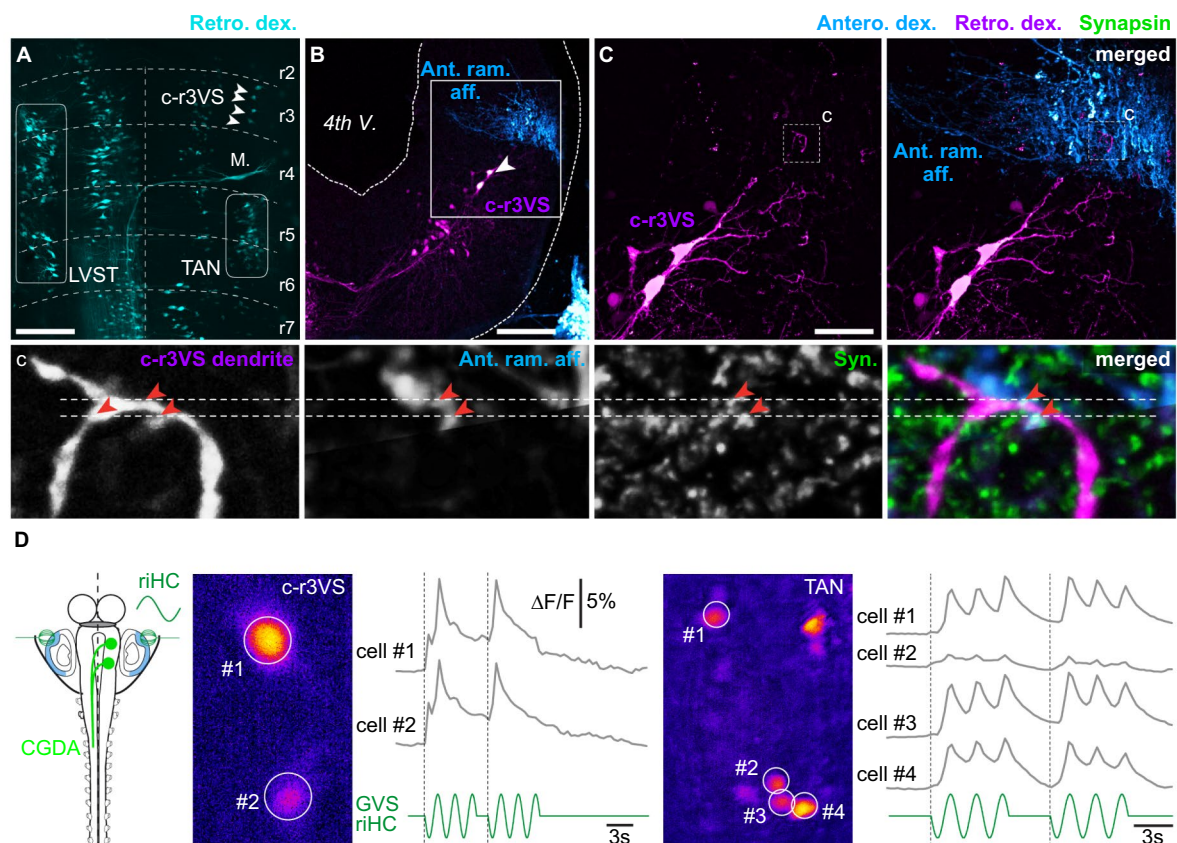 Retro. dex.
Antero. dex. Retro. dex. Synapsin
A
r2
c-r3VS
r3
M.
r4
r5
LVST
TAN
r6
r7
B
Ant. ram.
aff.
4th V.
c-r3VS
C
c
c-r3VS
merged
c
Ant. ram.
aff.
c
c-r3VS dendrite
Ant. ram. aff.
Syn.
merged
D
riHC
CGDA
c-r3VS
#1
#2
ΔF/F 5%
cell #1
cell #2
GVS
riHC
3s
TAN
#1
#2
#3
#4
cell #1
cell #2
cell #3
cell #4
3s